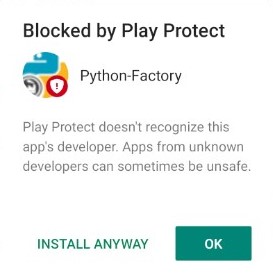 Blocked by Play Protect
Python-Factory
Play Protect doesn't recognize this
app's developer. Apps from unknown
developers can sometimes be unsafe.
INSTALL ANYWAY OK